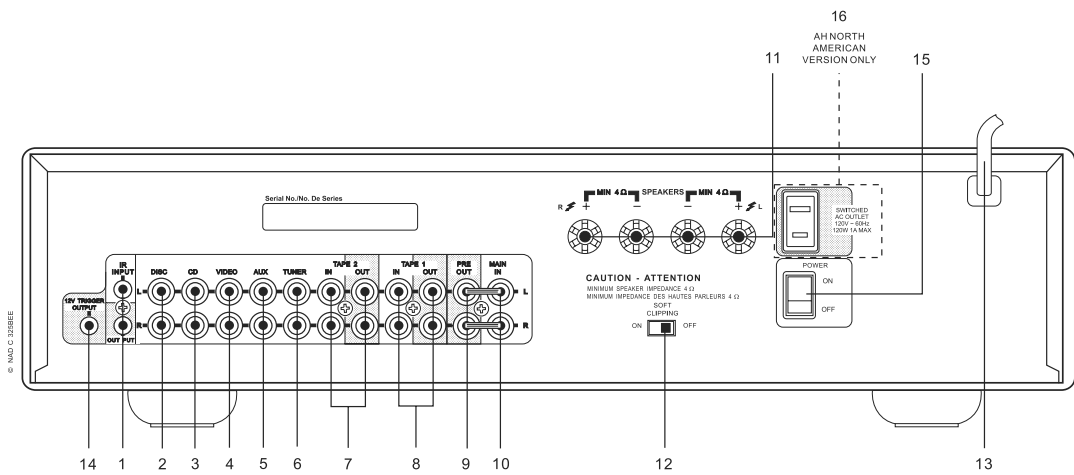 16
AH NORTH
AMERICAN
VERSION ONLY
11
15
Serial No./No. De Series
R + MIN 4 Ω - SPEAKERS - MIN 4 Ω + L
SWITCHED
AC OUTLET
120V ~ 60Hz
120W 1A MAX
POWER
ON
OFF
CAUTION - ATTENTION
MINIMUM SPEAKER IMPEDANCE 4 Ω
MINIMUM IMPEDANCE DES HAUTES PARLEURS 4 Ω
SOFT
CLIPPING
ON OFF
IR
INPUT
OUT PUT
12V TRIGGER
OUTPUT
DISC CD VIDEO AUX TUNER
TAPE 2
IN OUT
TAPE 1
IN OUT
PRE
OUT
MAIN
IN
L L
R R
© NAD C 325BEE
14 1 2 3 4 5 6 7 8 9 10 12 13